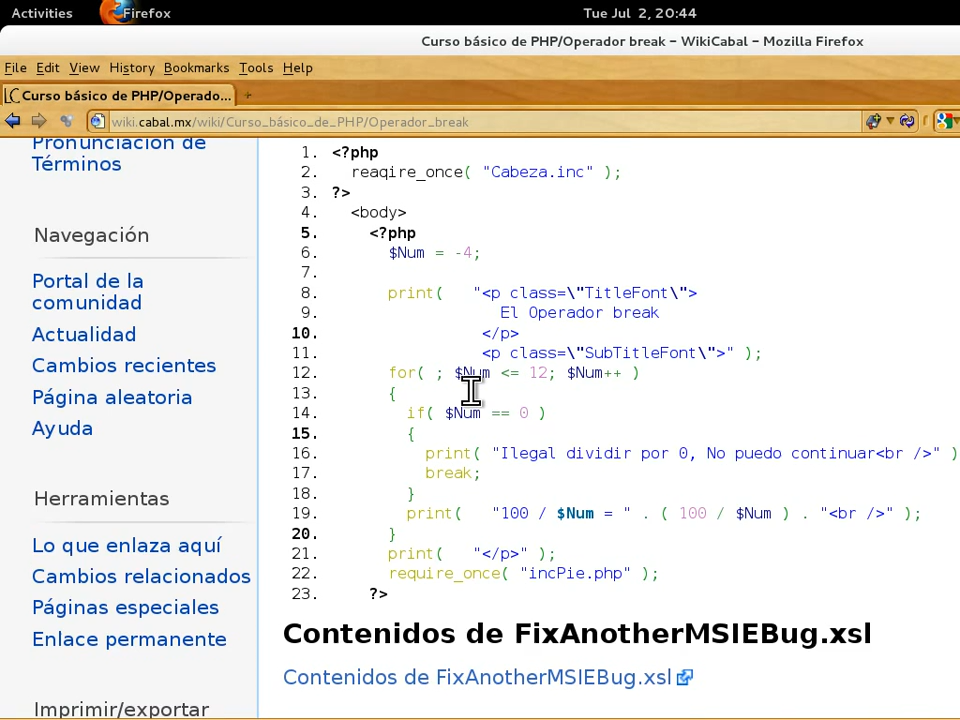 Activities Firefox Tue Jul 2, 20:44
Curso básico de PHP/Operador break – WikiCabal – Mozilla Firefox
File Edit View History Bookmarks Tools Help
Curso básico de PHP/Operado... +
wiki.cabal.mx/wiki/Curso_básico_de_PHP/Operador_break
Pronunciación de
Términos
Navegación
Portal de la
comunidad
Actualidad
Cambios recientes
Página aleatoria
Ayuda
Herramientas
Lo que enlaza aquí
Cambios relacionados
Páginas especiales
Enlace permanente
Imprimir/exportar
1. <?php
2. reaqire_once( "Cabeza.inc" );
3. ?>
4. <body>
5. <?php
6. $Num = -4;
7.
8. print( "<p class=\"TitleFont\">
9. El Operador break
10. </p>
11. <p class=\"SubTitleFont\">" );
12. for( ; $Num <= 12; $Num++ )
13. {
14. if( $Num == 0 )
15. {
16. print( "Ilegal dividir por 0, No puedo continuar<br />" )
17. break;
18. }
19. print( "100 / $Num = " . ( 100 / $Num ) . "<br />" );
20. }
21. print( "</p>" );
22. require_once( "incPie.php" );
23. ?>
Contenidos de FixAnotherMSIEBug.xsl
Contenidos de FixAnotherMSIEBug.xsl